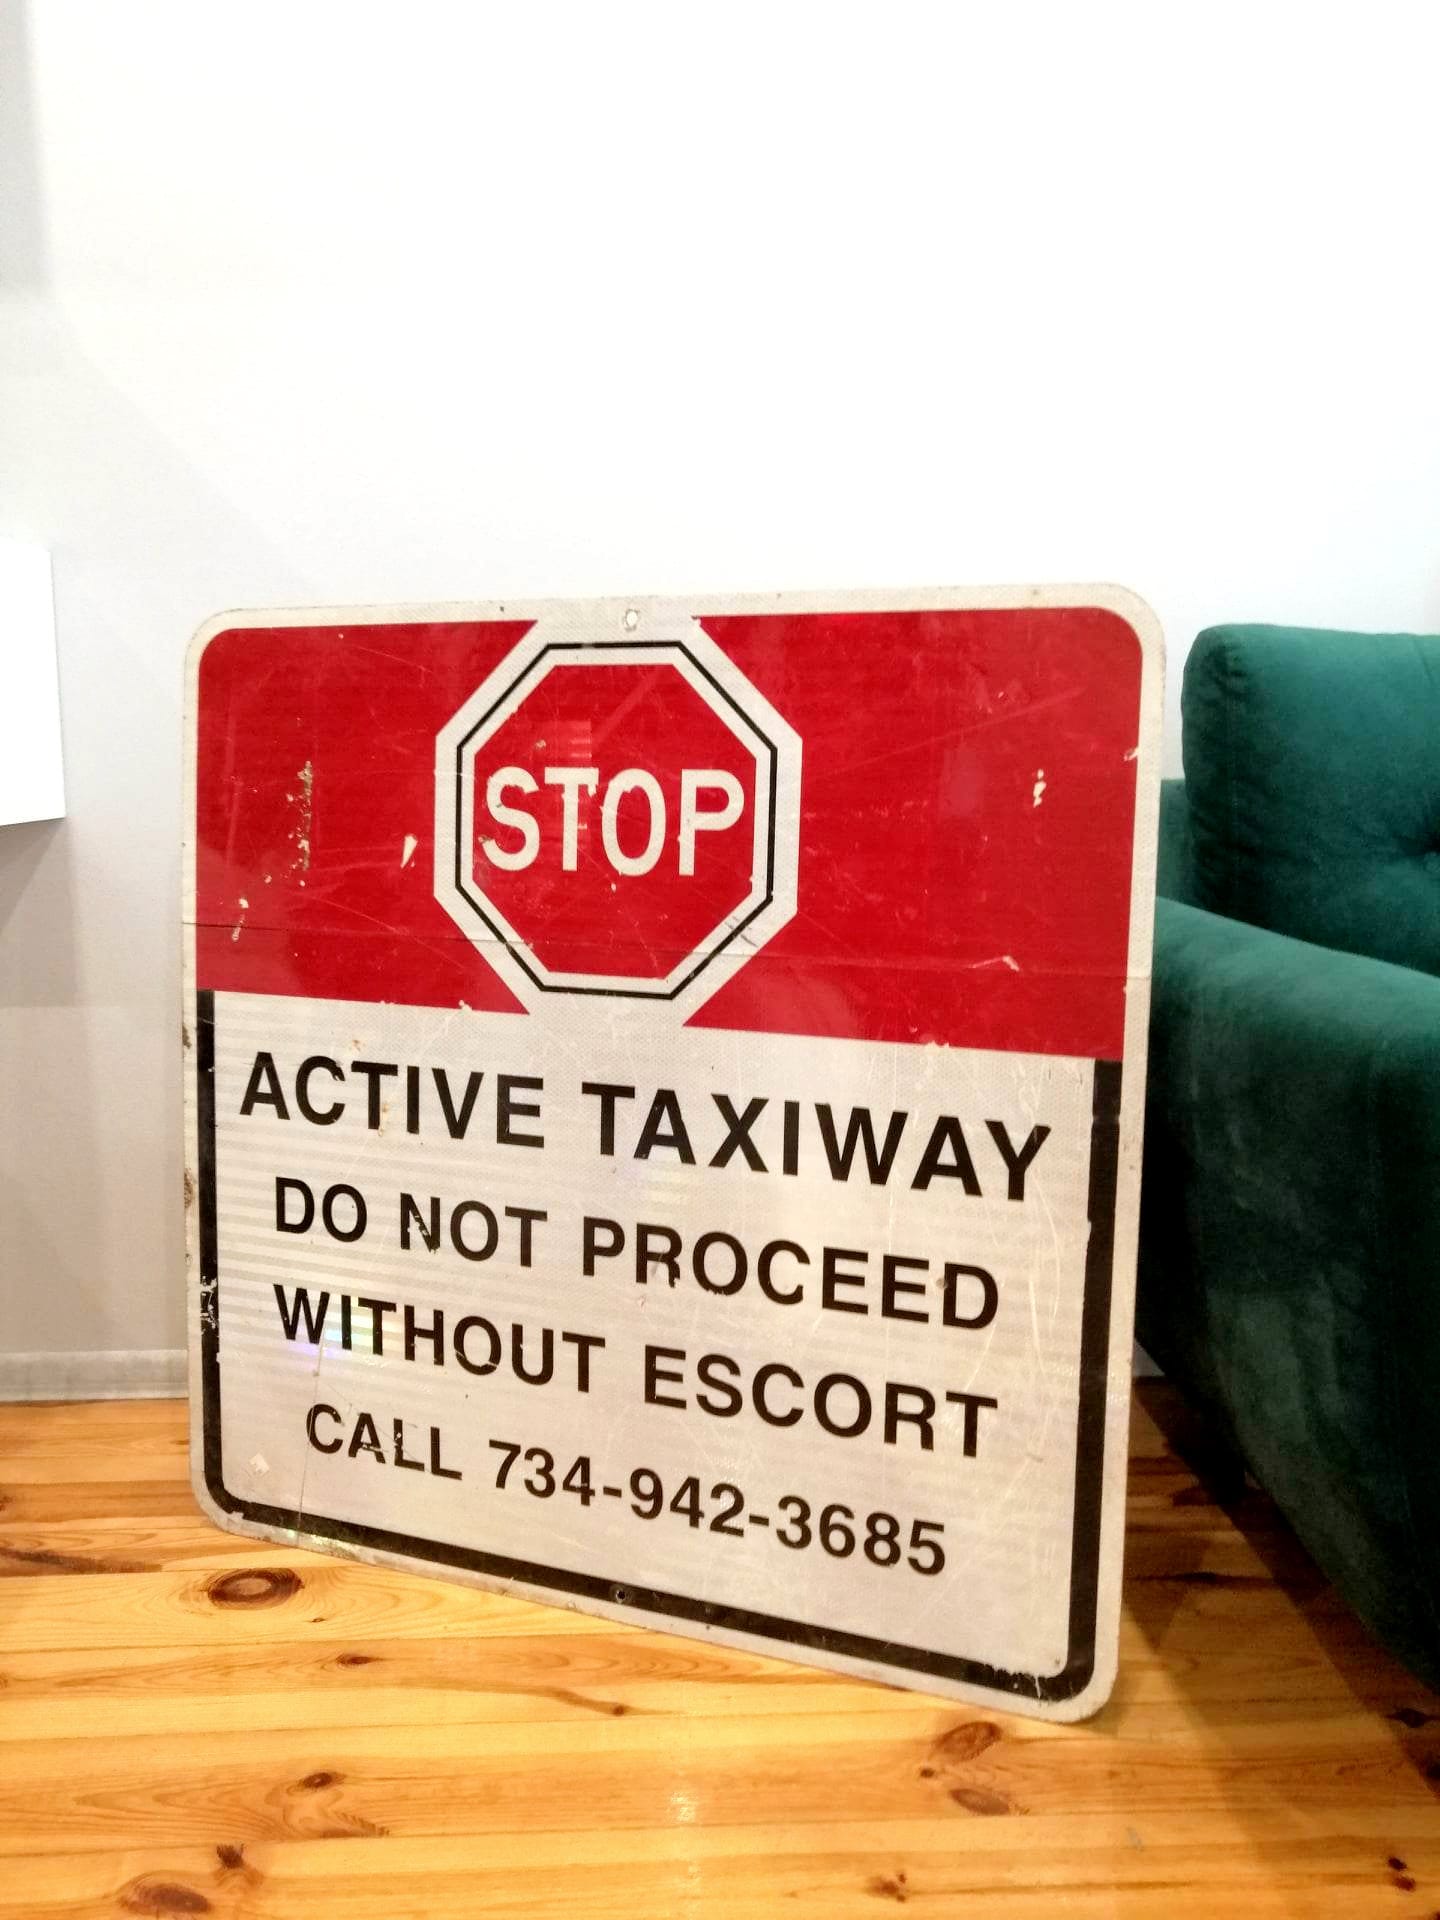 STOP
ACTIVE TAXIWAY
DO NOT PROCEED
WITHOUT ESCORT
CALL 734-942-3685